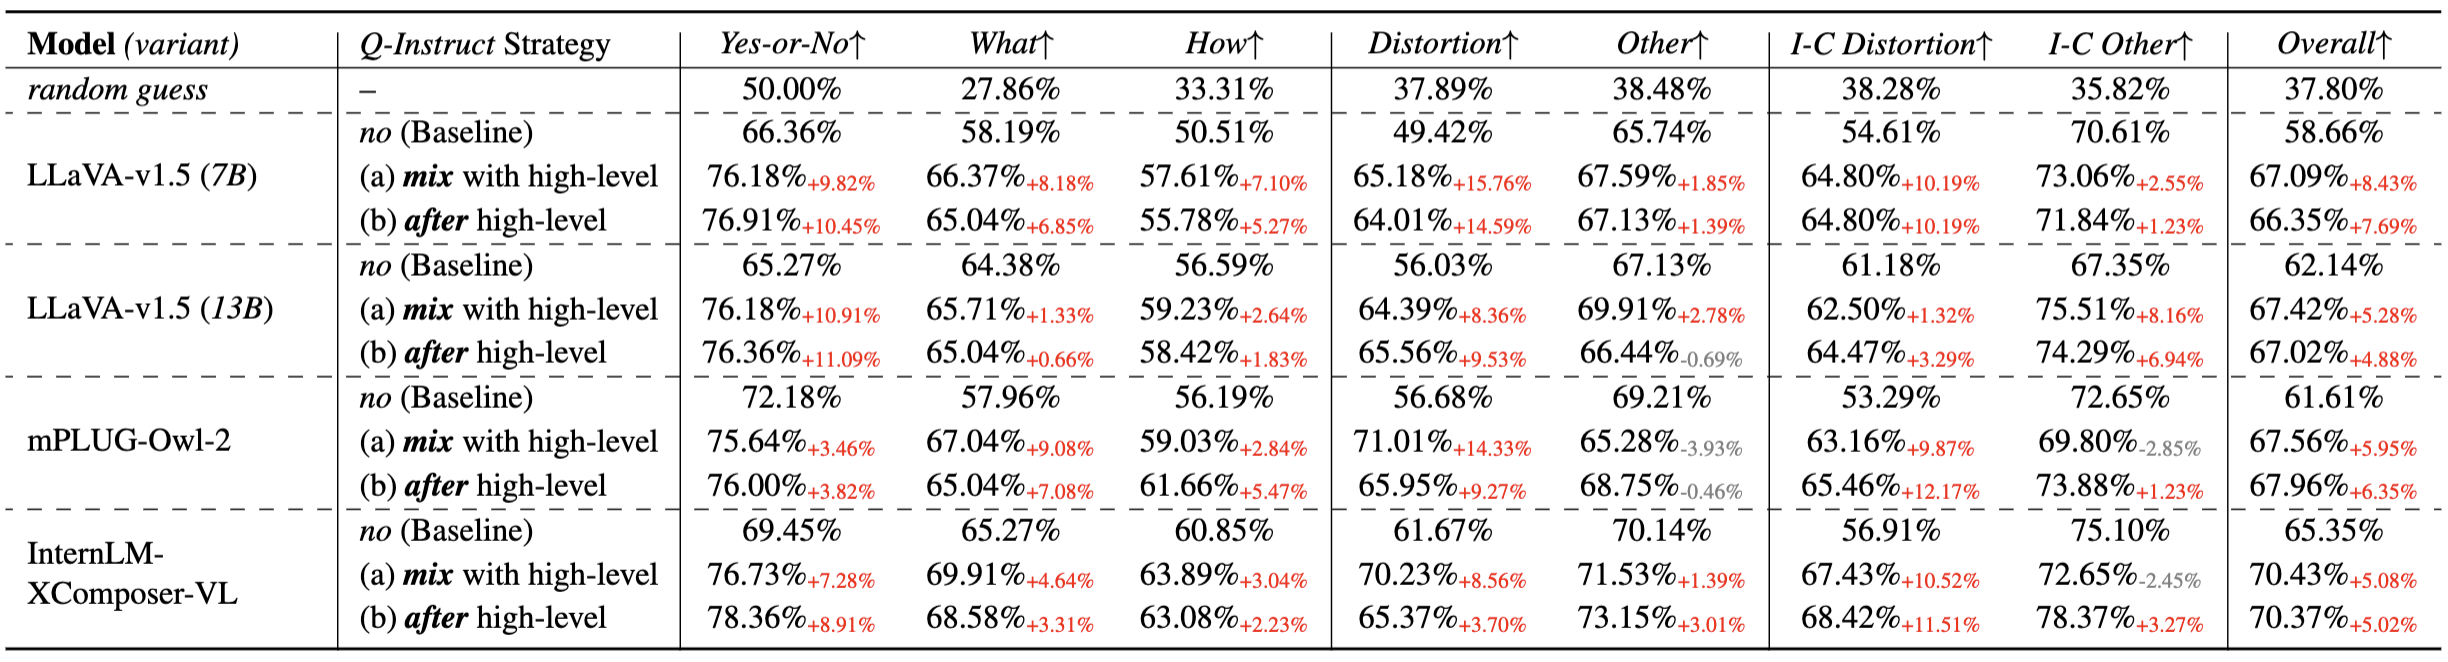 Model (variant) Q-Instruct Strategy Yes-or-No↑ What↑ How↑ Distortion↑ Other↑ I-C Distortion↑ I-C Other↑ Overall↑
random guess – 50.00% 27.86% 33.31% 37.89% 38.48% 38.28% 35.82% 37.80%
no (Baseline) 66.36% 58.19% 50.51% 49.42% 65.74% 54.61% 70.61% 58.66%
LLaVA-v1.5 (7B) (a) mix with high-level 76.18%+9.82% 66.37%+8.18% 57.61%+7.10% 65.18%+15.76% 67.59%+1.85% 64.80%+10.19% 73.06%+2.55% 67.09%+8.43%
(b) after high-level 76.91%+10.45% 65.04%+6.85% 55.78%+5.27% 64.01%+14.59% 67.13%+1.39% 64.80%+10.19% 71.84%+1.23% 66.35%+7.69%
no (Baseline) 65.27% 64.38% 56.59% 56.03% 67.13% 61.18% 67.35% 62.14%
LLaVA-v1.5 (13B) (a) mix with high-level 76.18%+10.91% 65.71%+1.33% 59.23%+2.64% 64.39%+8.36% 69.91%+2.78% 62.50%+1.32% 75.51%+8.16% 67.42%+5.28%
(b) after high-level 76.36%+11.09% 65.04%+0.66% 58.42%+1.83% 65.56%+9.53% 66.44%-0.69% 64.47%+3.29% 74.29%+6.94% 67.02%+4.88%
no (Baseline) 72.18% 57.96% 56.19% 56.68% 69.21% 53.29% 72.65% 61.61%
mPLUG-Owl-2 (a) mix with high-level 75.64%+3.46% 67.04%+9.08% 59.03%+2.84% 71.01%+14.33% 65.28%-3.93% 63.16%+9.87% 69.80%-2.85% 67.56%+5.95%
(b) after high-level 76.00%+3.82% 65.04%+7.08% 61.66%+5.47% 65.95%+9.27% 68.75%-0.46% 65.46%+12.17% 73.88%+1.23% 67.96%+6.35%
no (Baseline) 69.45% 65.27% 60.85% 61.67% 70.14% 56.91% 75.10% 65.35%
InternLM-
XComposer-VL (a) mix with high-level 76.73%+7.28% 69.91%+4.64% 63.89%+3.04% 70.23%+8.56% 71.53%+1.39% 67.43%+10.52% 72.65%-2.45% 70.43%+5.08%
(b) after high-level 78.36%+8.91% 68.58%+3.31% 63.08%+2.23% 65.37%+3.70% 73.15%+3.01% 68.42%+11.51% 78.37%+3.27% 70.37%+5.02%